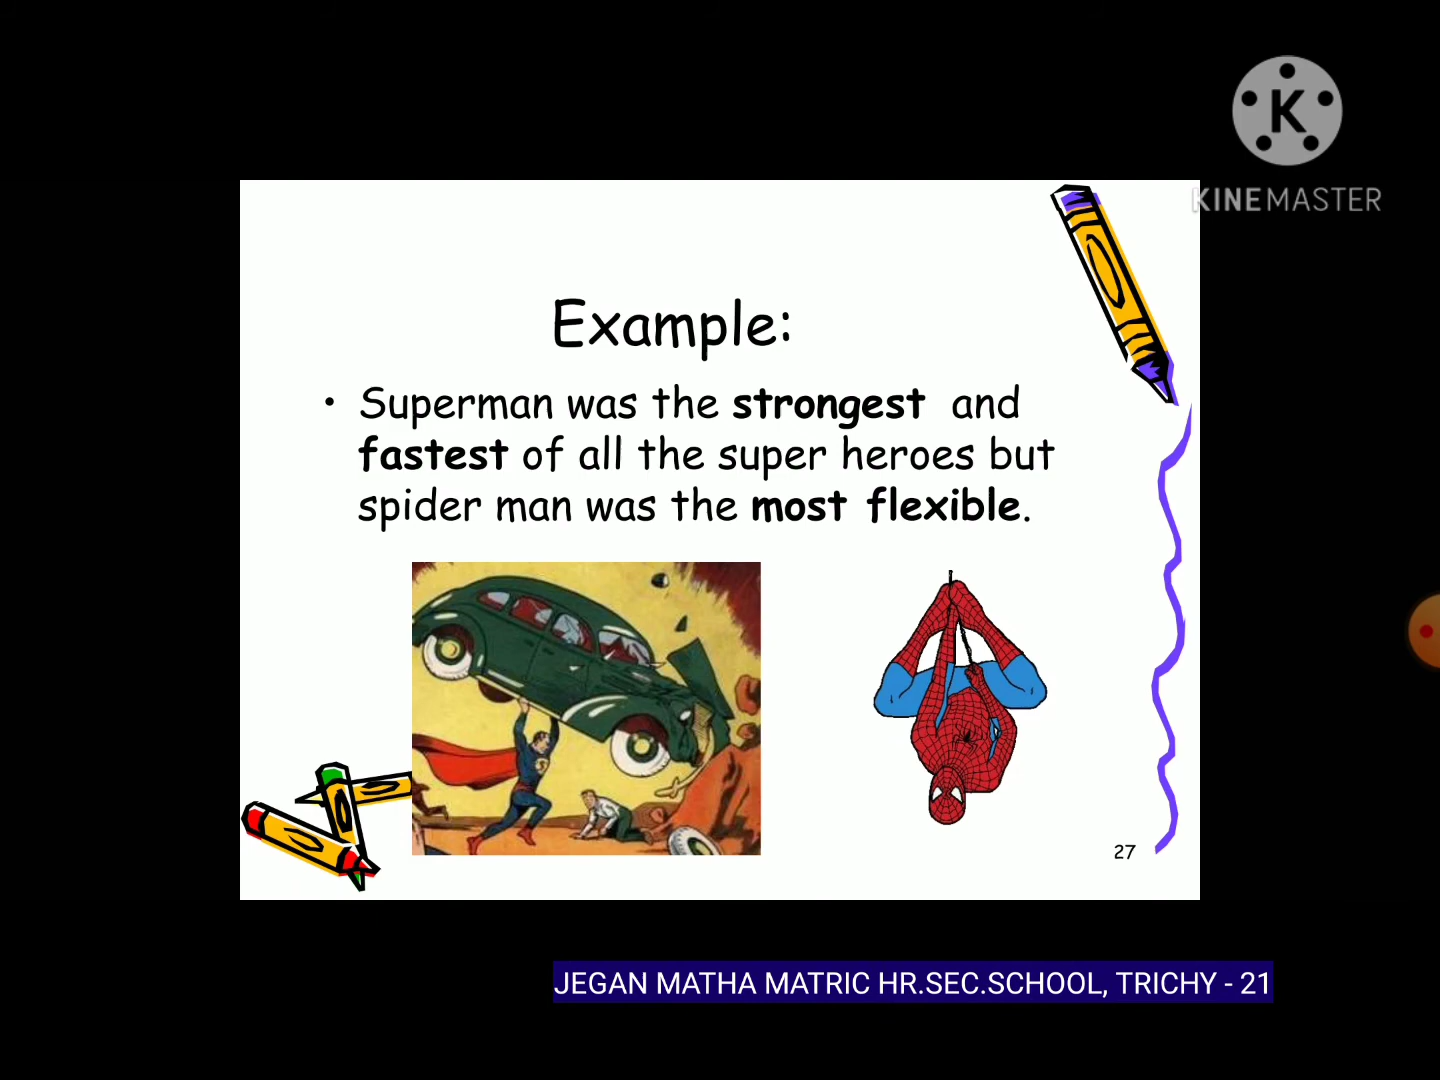 K
KINEMASTER
Example:
• Superman was the strongest and
fastest of all the super heroes but
spider man was the most flexible.
27
JEGAN MATHA MATRIC HR.SEC.SCHOOL, TRICHY - 21